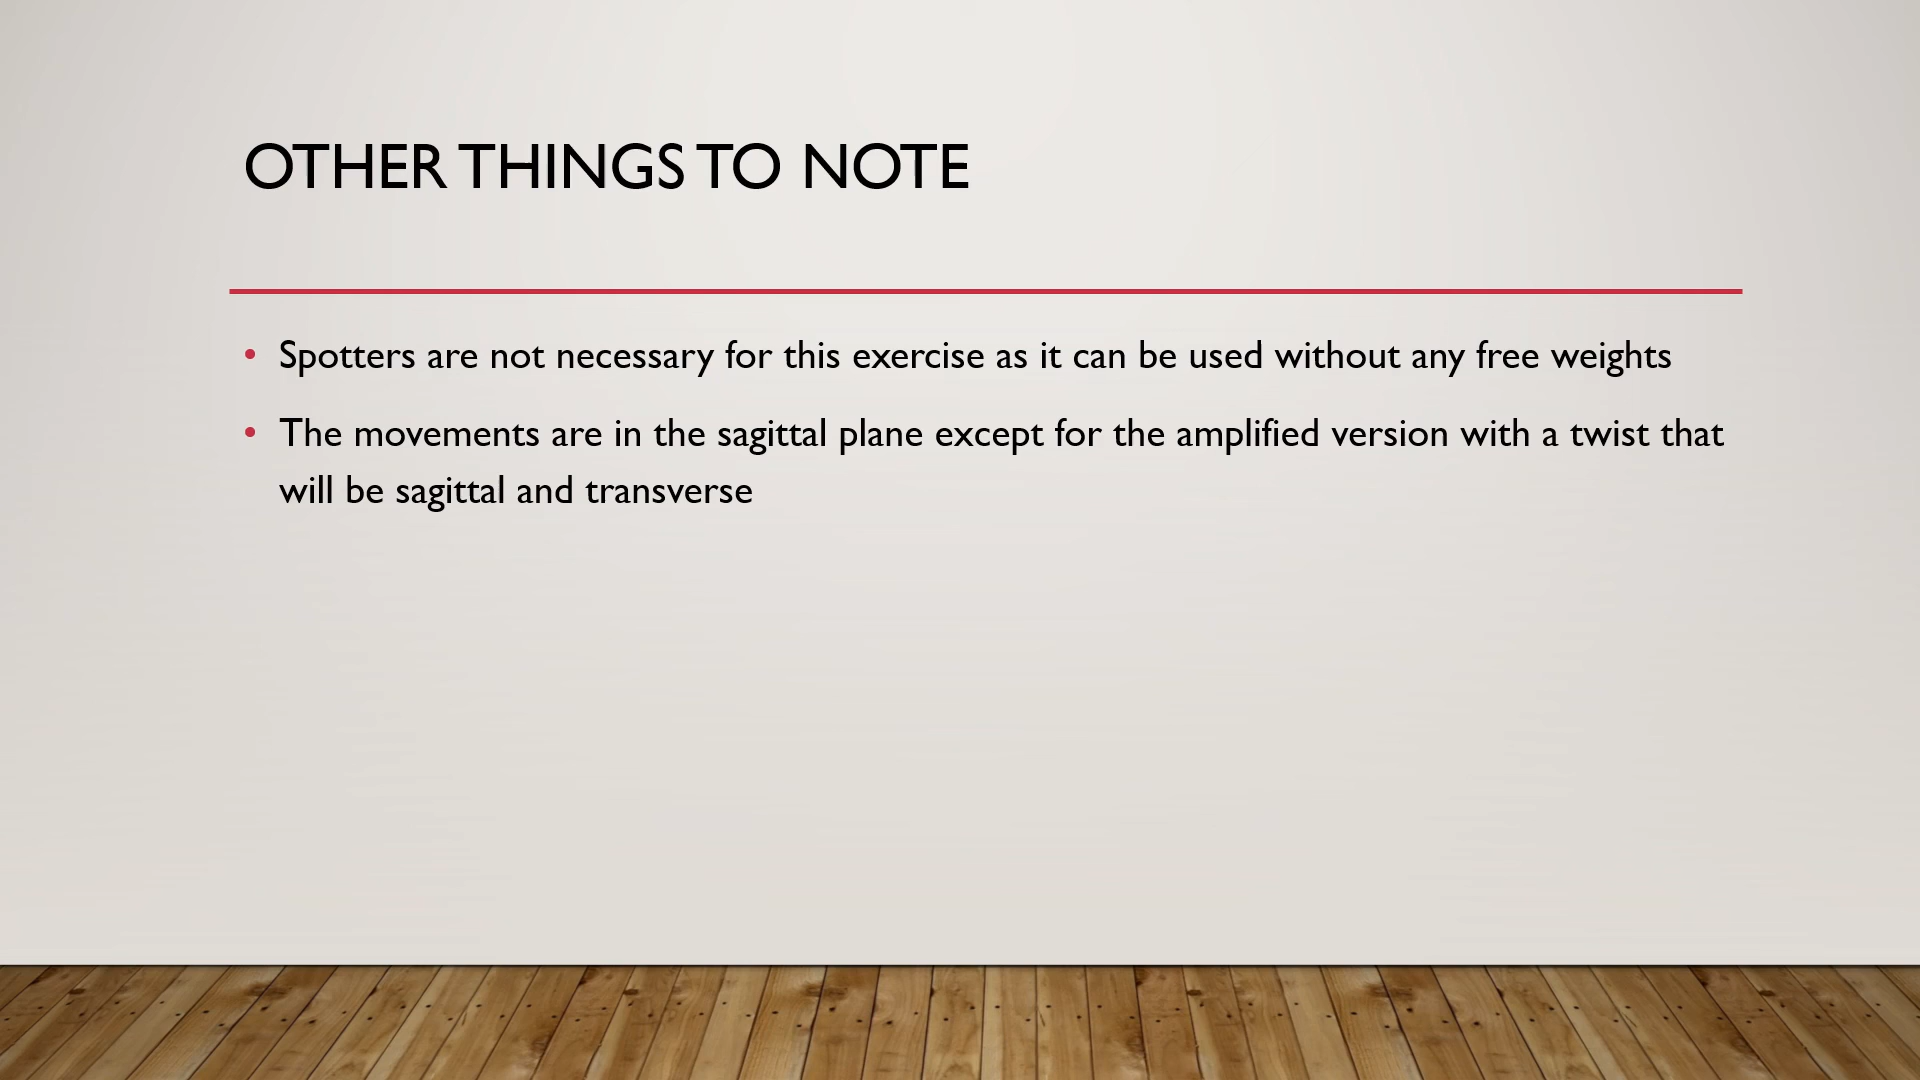 OTHER THINGS TO NOTE
• Spotters are not necessary for this exercise as it can be used without any free weights
• The movements are in the sagittal plane except for the amplified version with a twist that
will be sagittal and transverse